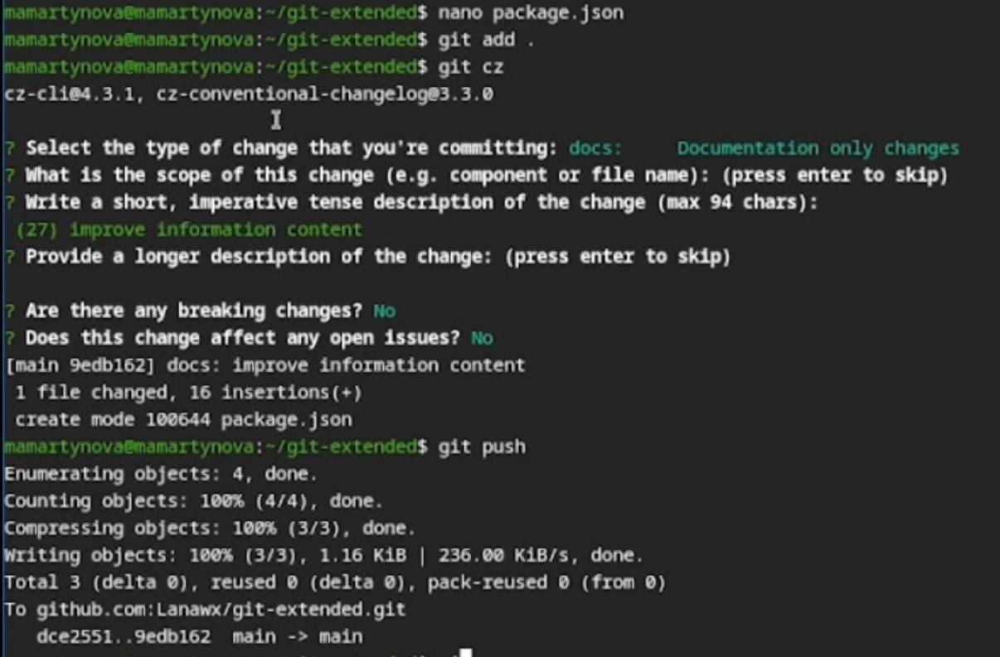 mamartynova@mamartynova:~/git-extended$ nano package.json
mamartynova@mamartynova:~/git-extended$ git add .
mamartynova@mamartynova:~/git-extended$ git cz
cz-cli@4.3.1, cz-conventional-changelog@3.3.0
? Select the type of change that you're committing: docs:     Documentation only changes
? What is the scope of this change (e.g. component or file name): (press enter to skip)
? Write a short, imperative tense description of the change (max 94 chars):
 (27) improve information content
? Provide a longer description of the change: (press enter to skip)
? Are there any breaking changes? No
? Does this change affect any open issues? No
[main 9edb162] docs: improve information content
 1 file changed, 16 insertions(+)
 create mode 100644 package.json
mamartynova@mamartynova:~/git-extended$ git push
Enumerating objects: 4, done.
Counting objects: 100% (4/4), done.
Compressing objects: 100% (3/3), done.
Writing objects: 100% (3/3), 1.16 KiB | 236.00 KiB/s, done.
Total 3 (delta 0), reused 0 (delta 0), pack-reused 0 (from 0)
To github.com:Lanawx/git-extended.git
   dce2551..9edb162  main -> main